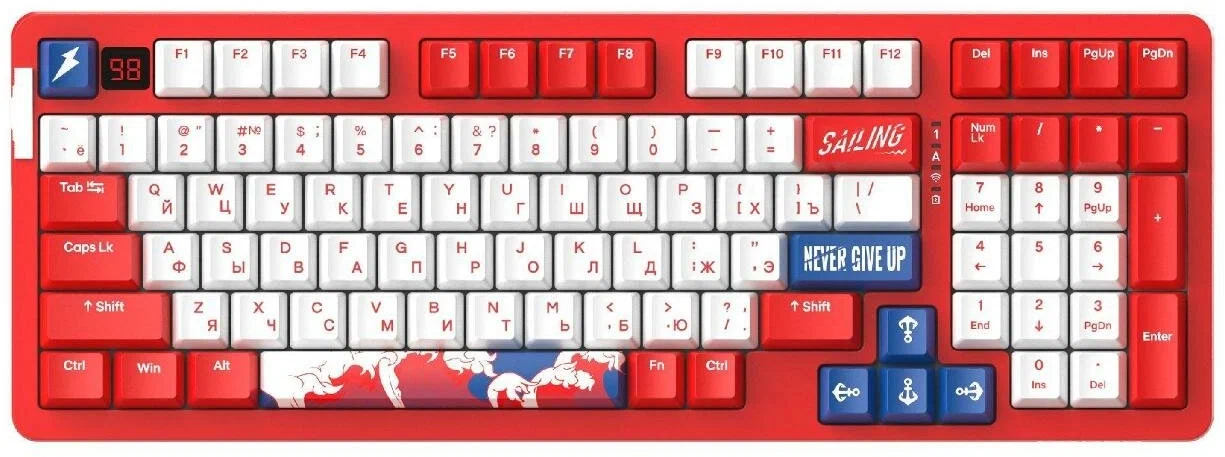 98 F1 F2 F3 F4 F5 F6 F7 F8 F9 F10 F11 F12 Del Ins PgUp PgDn
~ ! @ " #№ $ ; % ^ : & ? * ( ) — + SAILING 1 Num Lk / * -
` ё 1 2 3 4 5 6 7 8 9 0 - = A
Tab Q W E R T Y U I O P { } | / 7 8 9 +
Й Ц У К Е Н Г Ш Щ З [ Х ] Ъ \ Home ↑ PgUp
Caps Lk A S D F G H J K L : " NEVER GIVE UP 4 5 6
Ф Ы В А П Р О Л Д ; Ж ' Э ← →
↑ Shift Z X C V B N M < > ? , ↑ Shift 1 2 3 Enter
Я Ч С М И Т Ь , Б . Ю / . End ↓ PgDn
Ctrl Win Alt Fn Ctrl 0 .
Ins Del